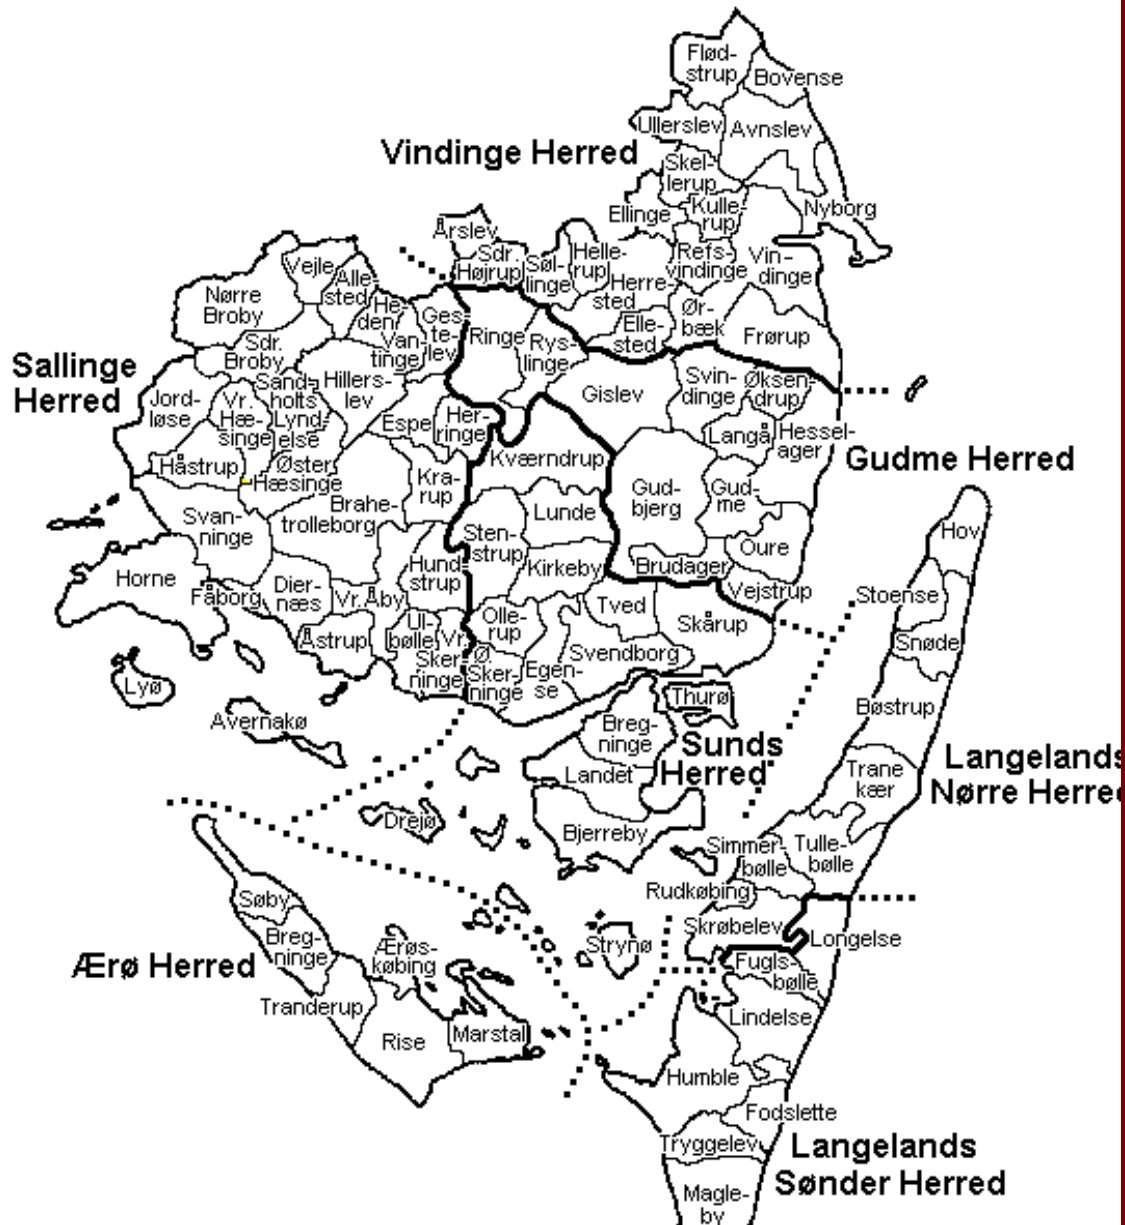 Flød-
strup
Bovense
Ullerslev
Avnslev
Vindinge Herred
Skel-
lerup
Ellinge
Kulle-
rup
Nyborg
Årslev
Sdr.
Højrup
Søl-
linge
Helle-
rup
Herre-
sted
Refs-
vindinge
Vin-
dinge
Vejle
Alle-
sted
Nørre
Broby
He-
den
Van-
tinge
Ges-
te-
lev
Ringe
Rys-
linge
Elle-
sted
Ør-
bæk
Frørup
Sdr.
Broby
Sallinge
Herred
Jord-
løse
Vr.
Hæ-
singe
Sand-
holts
Lynd-
else
Hillers-
lev
Espe
Her-
ringe
Gislev
Svin-
dinge
Øksen-
drup
Langå
Hessel-
ager
Gudme Herred
Håstrup
Øster
Hæsinge
Kværndrup
Kra-
rup
Brahe-
trolleborg
Svan-
ninge
Gud-
bjerg
Gud-
me
Lunde
Sten-
strup
Hov
Horne
Fåborg
Dier-
næs
Vr. Åby
Hund-
strup
Kirkeby
Brudager
Oure
Vejstrup
Stoense
Åstrup
Ul-
bølle
Vr.
Sker-
ninge
Olle-
rup
Ø.
Sker-
ninge
Egen-
se
Tved
Svendborg
Skårup
Snøde
Lyø
Avernakø
Thurø
Bøstrup
Breg-
ninge
Sunds
Herred
Landet
Langelands
Nørre Herred
Trane
kær
Drejø
Bjerreby
Simmer-
bølle
Tulle-
bølle
Rudkøbing
Søby
Skrøbelev
Longelse
Breg-
ninge
Ærøs-
købing
Strynø
Ærø Herred
Fugls-
bølle
Tranderup
Rise
Marstal
Lindelse
Humble
Fodslette
Tryggelev
Langelands
Sønder Herred
Magle-
by